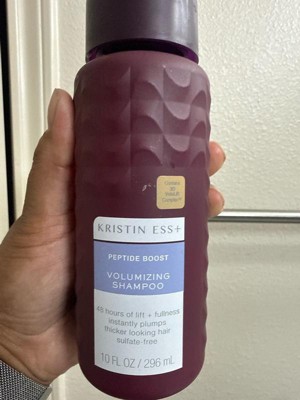 KRISTIN ESS+
PEPTIDE BOOST
VOLUMIZING
SHAMPOO
48 hours of lift + fullness
instantly plumps
thicker looking hair
sulfate-free
10 FL OZ / 296 mL